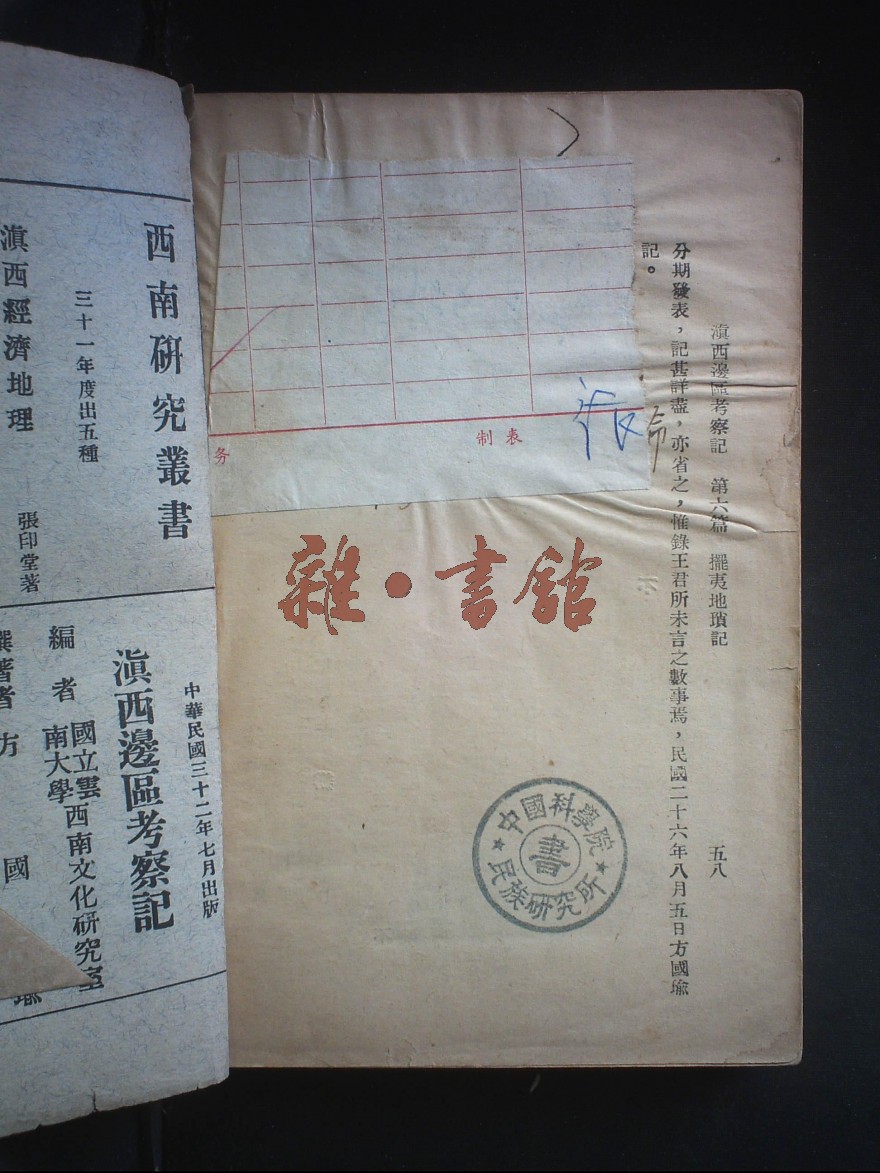 滇西邊區考察記　第六篇　擺夷地瑣記
五八
分期發表，記甚詳盡，亦省之，惟錄王君所未言之數事焉，民國二十六年八月五日方國瑜
記。
制表
务
雜·書館
中國科學院
書
民族研究所
西南研究叢書
三十一年度出五種
滇西經濟地理
張印堂著
中華民國三十二年七月出版
滇西邊區考察記
編者
國立雲
南大學
西南文化研究室
撰著者　方國瑜